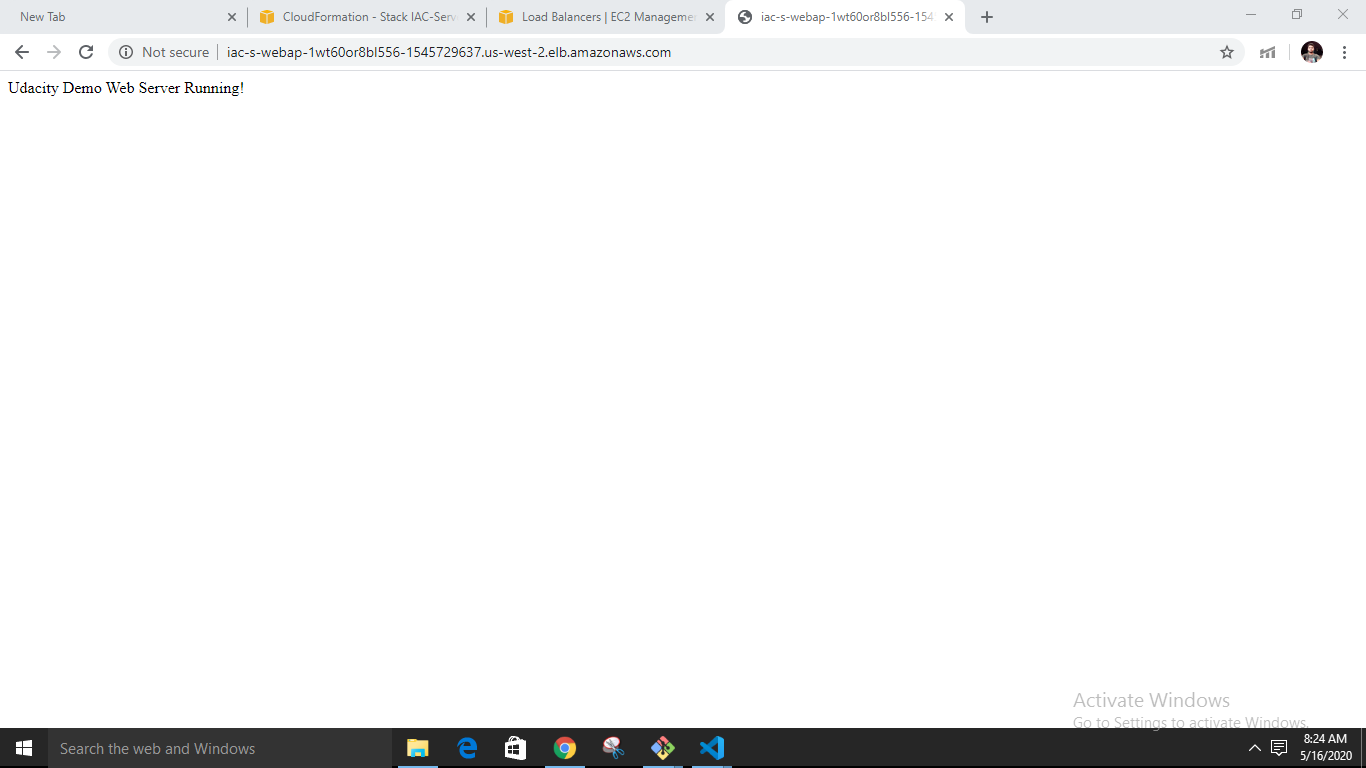 New Tab
CloudFormation - Stack IAC-Serv
Load Balancers | EC2 Manageme
iac-s-webap-1wt60or8bl556-154
Not secure
iac-s-webap-1wt60or8bl556-1545729637.us-west-2.elb.amazonaws.com
Udacity Demo Web Server Running!
Activate Windows
Go to Settings to activate Windows.
Search the web and Windows
8:24 AM
5/16/2020